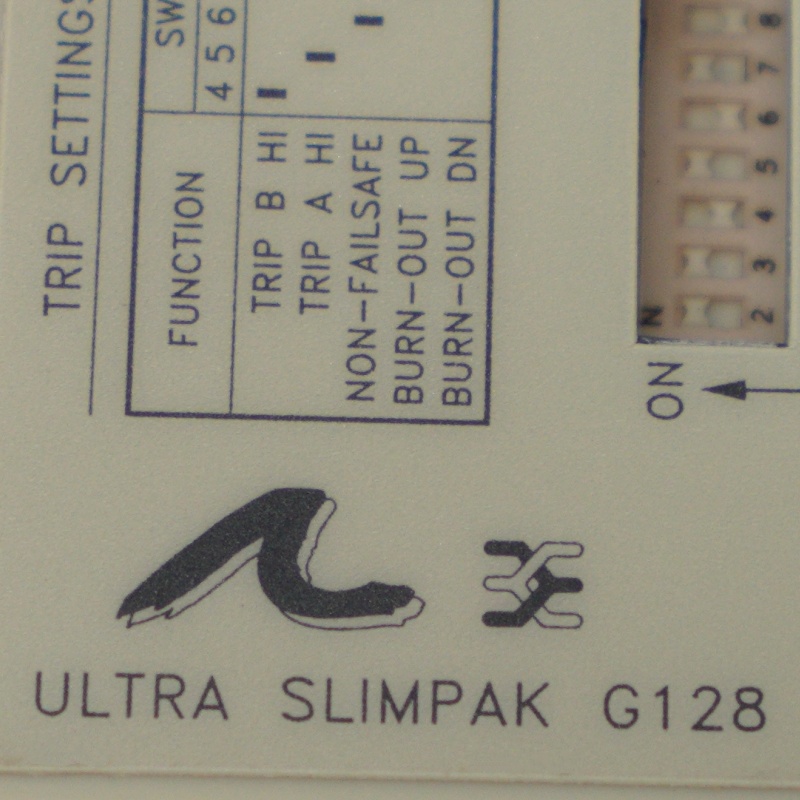 TRIP SETTINGS
FUNCTION
SW
4 5 6
TRIP B HI
TRIP A HI
NON-FAILSAFE
BURN-OUT UP
BURN-OUT DN
N
2 3 4 5 6 7 8
ON
ULTRA SLIMPAK G128